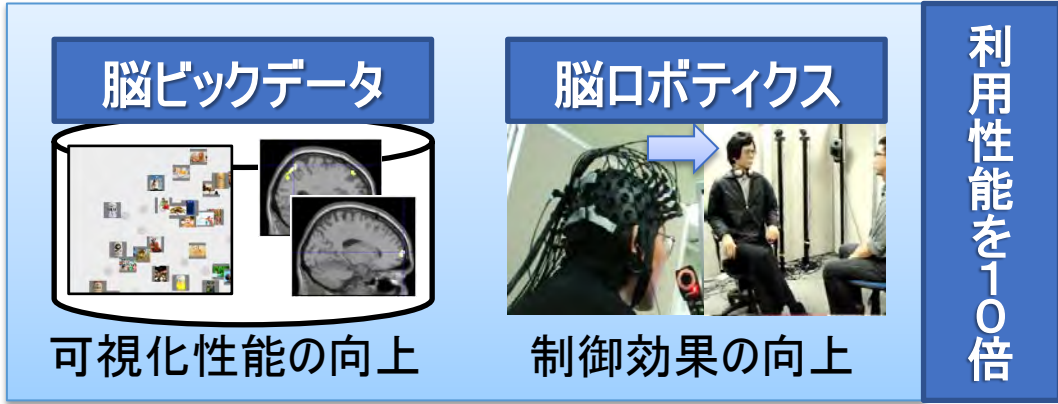 脳ビックデータ
脳ロボティクス
可視化性能の向上
制御効果の向上
利用性能を10倍